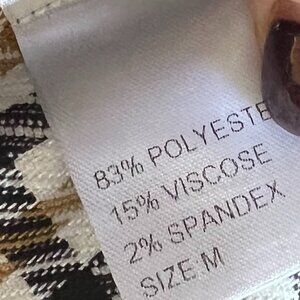 83% POLYESTE
15% VISCOSE
2% SPANDEX
SIZE M